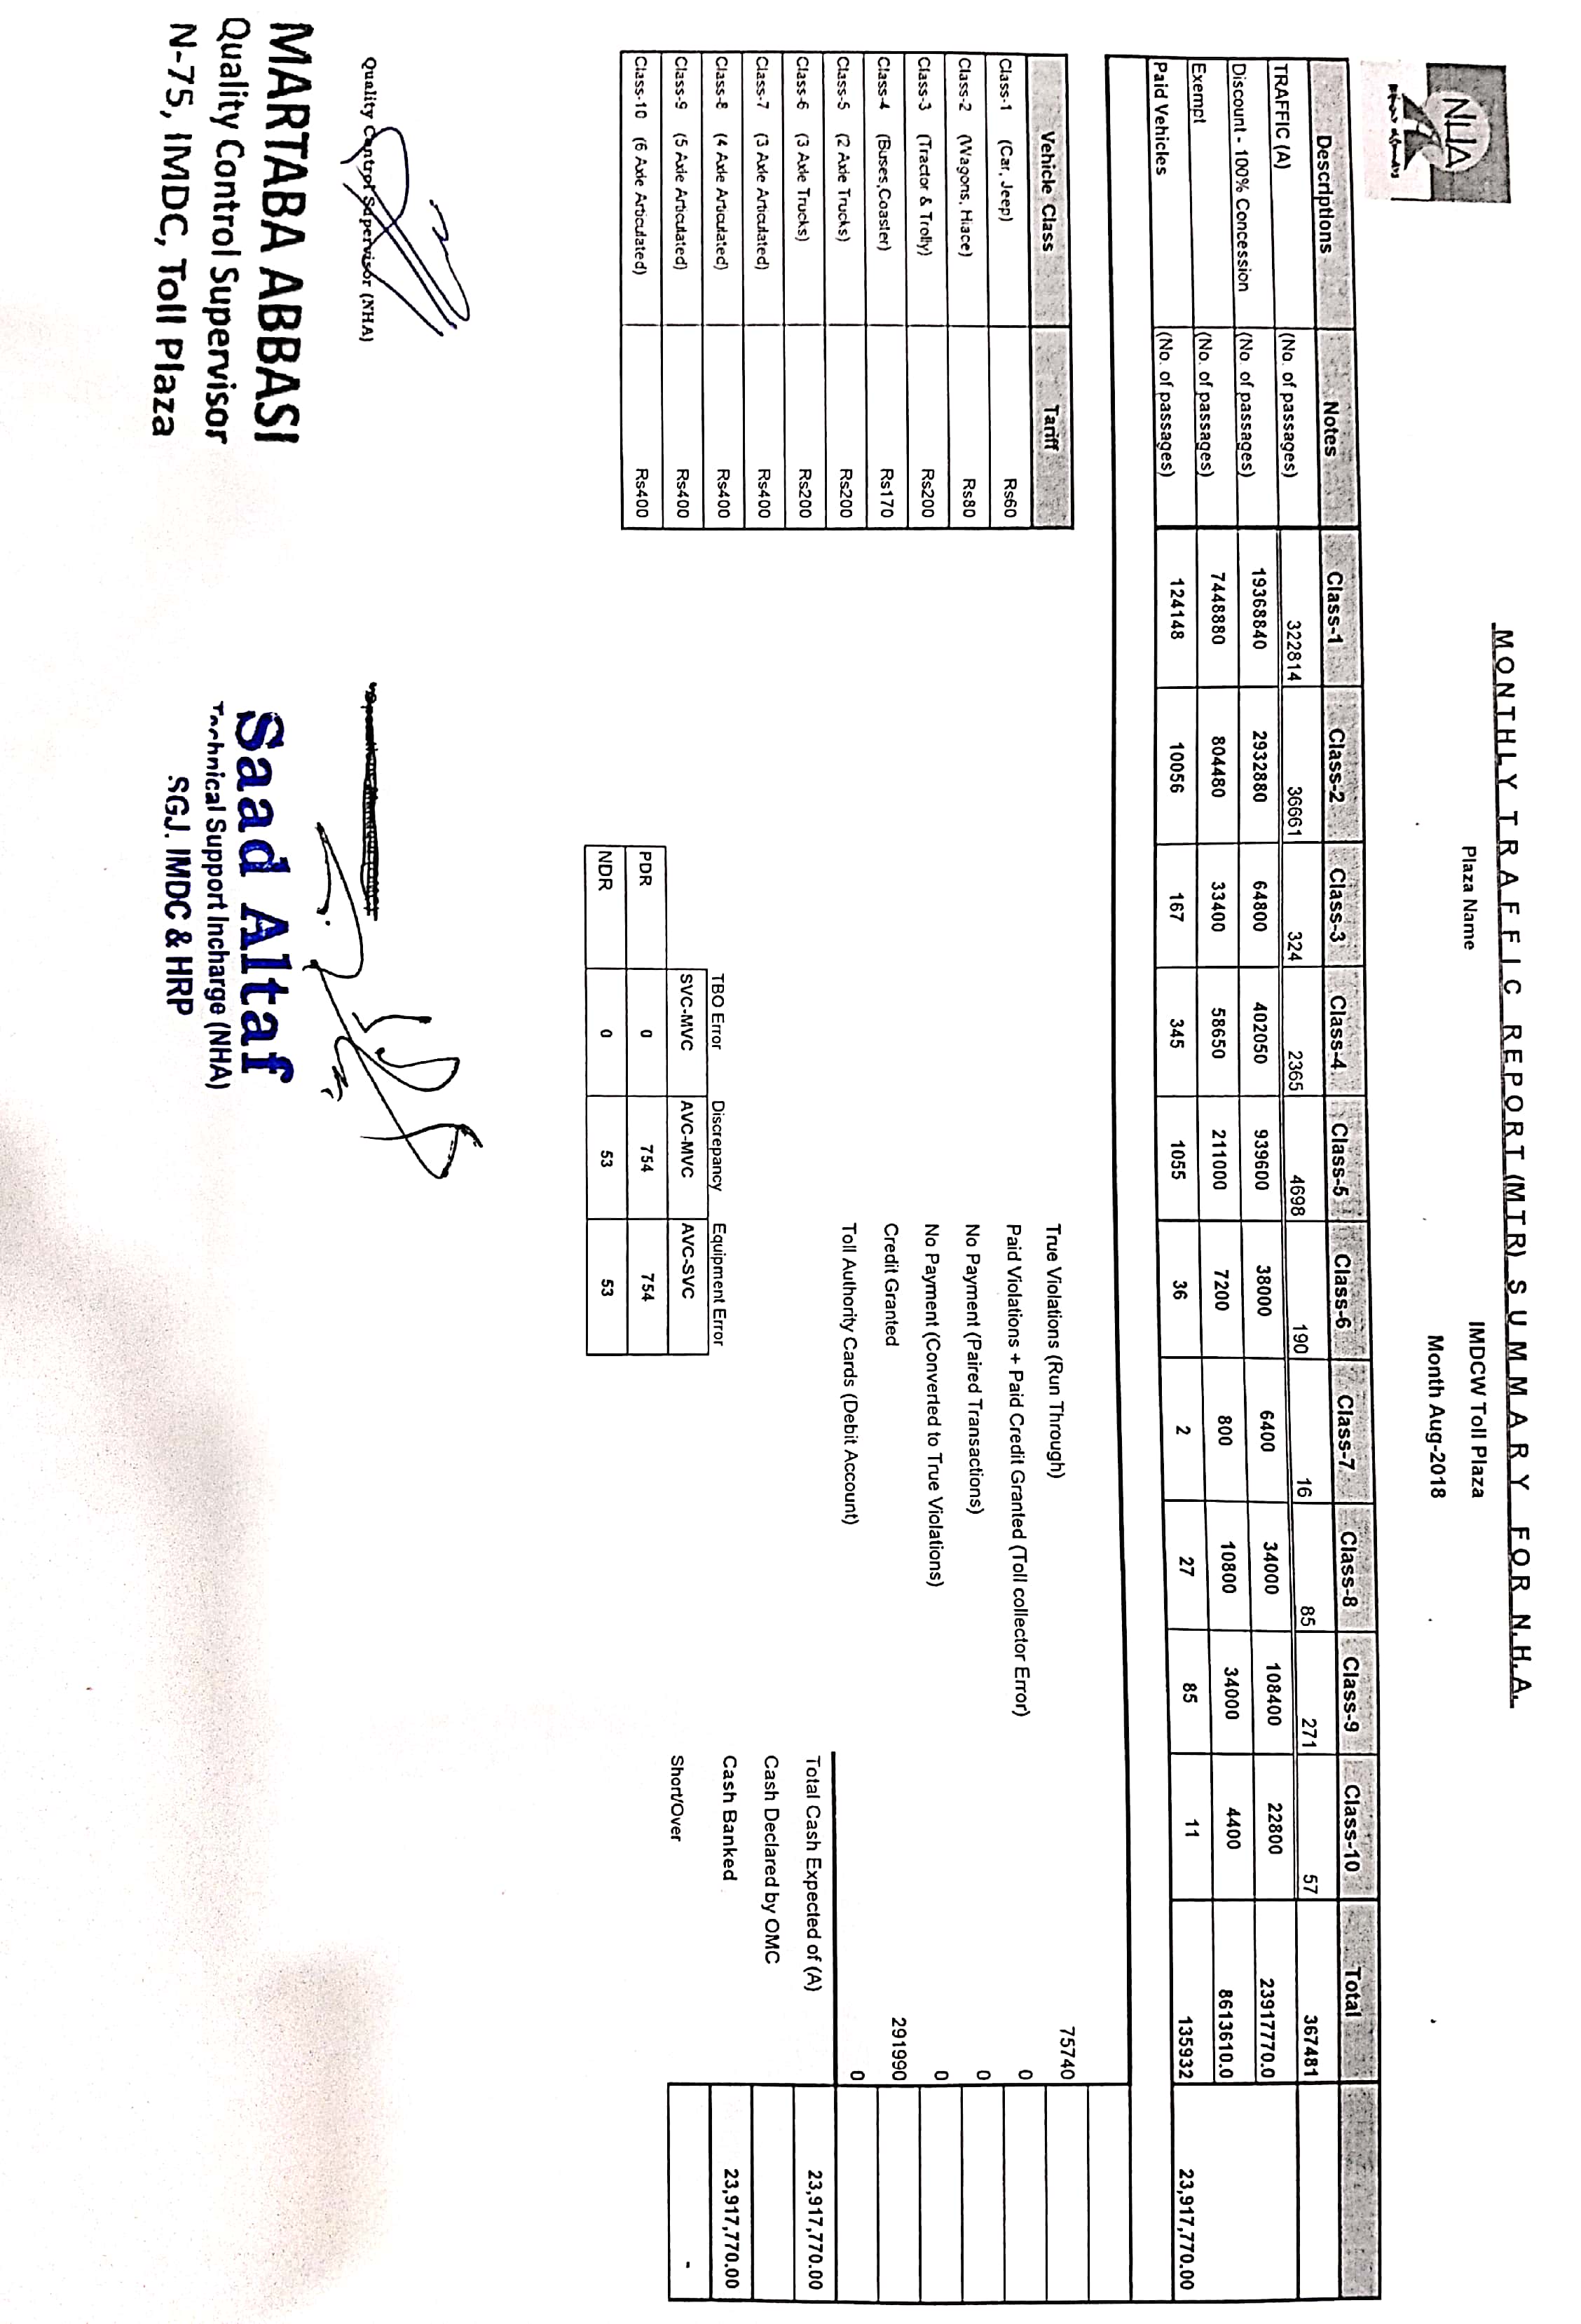 NHA
MONTHLY TRAFFIC REPORT (MTR) SUMMARY FOR N.H.A.
Plaza Name IMDCW Toll Plaza
Month Aug-2018
Descriptions Notes Class-1 Class-2 Class-3 Class-4 Class-5 Class-6 Class-7 Class-8 Class-9 Class-10 Total
TRAFFIC (A) (No. of passages) 322814 36661 324 2365 4698 190 16 85 271 57 367481
Discount - 100% Concession (No. of passages) 19368840 2932880 64800 402050 939600 38000 6400 34000 108400 22800 23917770.0
Exempt (No. of passages) 7448880 804480 33400 58650 211000 7200 800 10800 34000 4400 8613610.0
Paid Vehicles (No. of passages) 124148 10056 167 345 1055 36 2 27 85 11 135932 23,917,770.00
Vehicle Class Tariff
Class-1 (Car, Jeep) Rs60
Class-2 (Wagons, Hiace) Rs80
Class-3 (Tractor & Trolly) Rs200
Class-4 (Buses,Coaster) Rs170
Class-5 (2 Axle Trucks) Rs200
Class-6 (3 Axle Trucks) Rs200
Class-7 (3 Axle Articulated) Rs400
Class-8 (4 Axle Articulated) Rs400
Class-9 (5 Axle Articulated) Rs400
Class-10 (6 Axle Articulated) Rs400
True Violations (Run Through) 75740
Paid Violations + Paid Credit Granted (Toll collector Error) 0
No Payment (Paired Transactions) 0
No Payment (Converted to True Violations) 0
Credit Granted 291990
Toll Authority Cards (Debit Account) 0
Total Cash Expected of (A) 23,917,770.00
Cash Declared by OMC
Cash Banked 23,917,770.00
Short/Over -
TBO Error Discrepancy Equipment Error
SVC-MVC AVC-MVC AVC-SVC
PDR 0 754 754
NDR 0 53 53
Quality Control Supervisor (NHA)
MARTABA ABBASI
Quality Control Supervisor
N-75, IMDC, Toll Plaza
Saad Altaf
Technical Support Incharge (NHA)
SGJ. IMDC & HRP